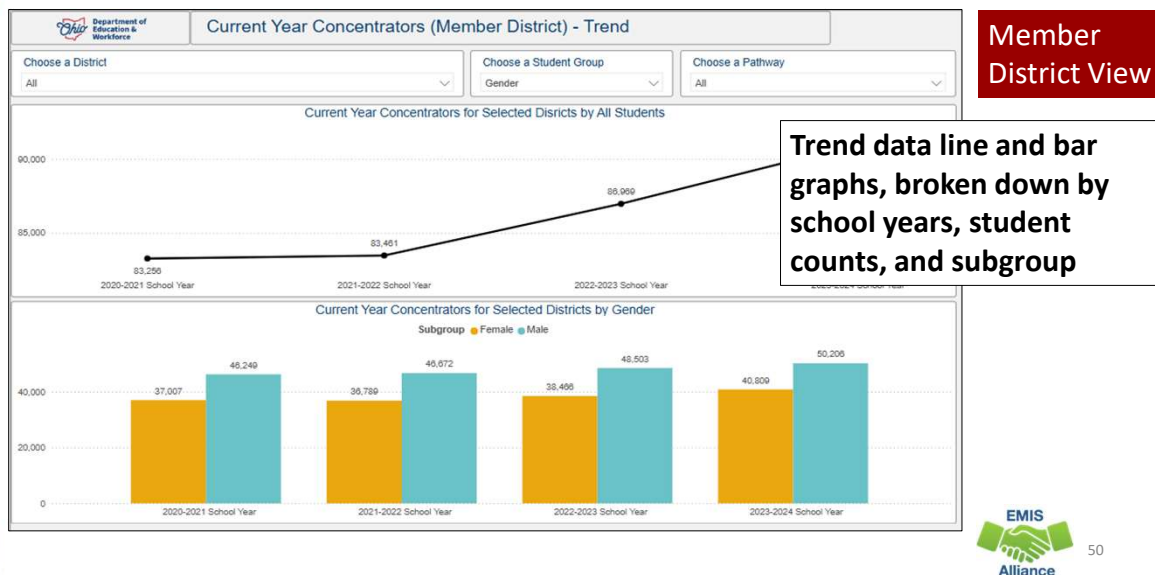 Ohio
Department of
Education &
Workforce
Current Year Concentrators (Member District) - Trend
Member
District View
Choose a District
All
Choose a Student Group
Gender
Choose a Pathway
All
Current Year Concentrators for Selected Disricts by All Students
Trend data line and bar
graphs, broken down by
school years, student
counts, and subgroup
90,000
86,969
85,000
83,461
83,256
2020-2021 School Year
2021-2022 School Year
2022-2023 School Year
2023-2024 School Year
Current Year Concentrators for Selected Districts by Gender
Subgroup Female Male
37,007
46,249
36,789
46,672
38,466
48,503
40,809
50,206
40,000
20,000
0
2020-2021 School Year
2021-2022 School Year
2022-2023 School Year
2023-2024 School Year
EMIS
Alliance
50